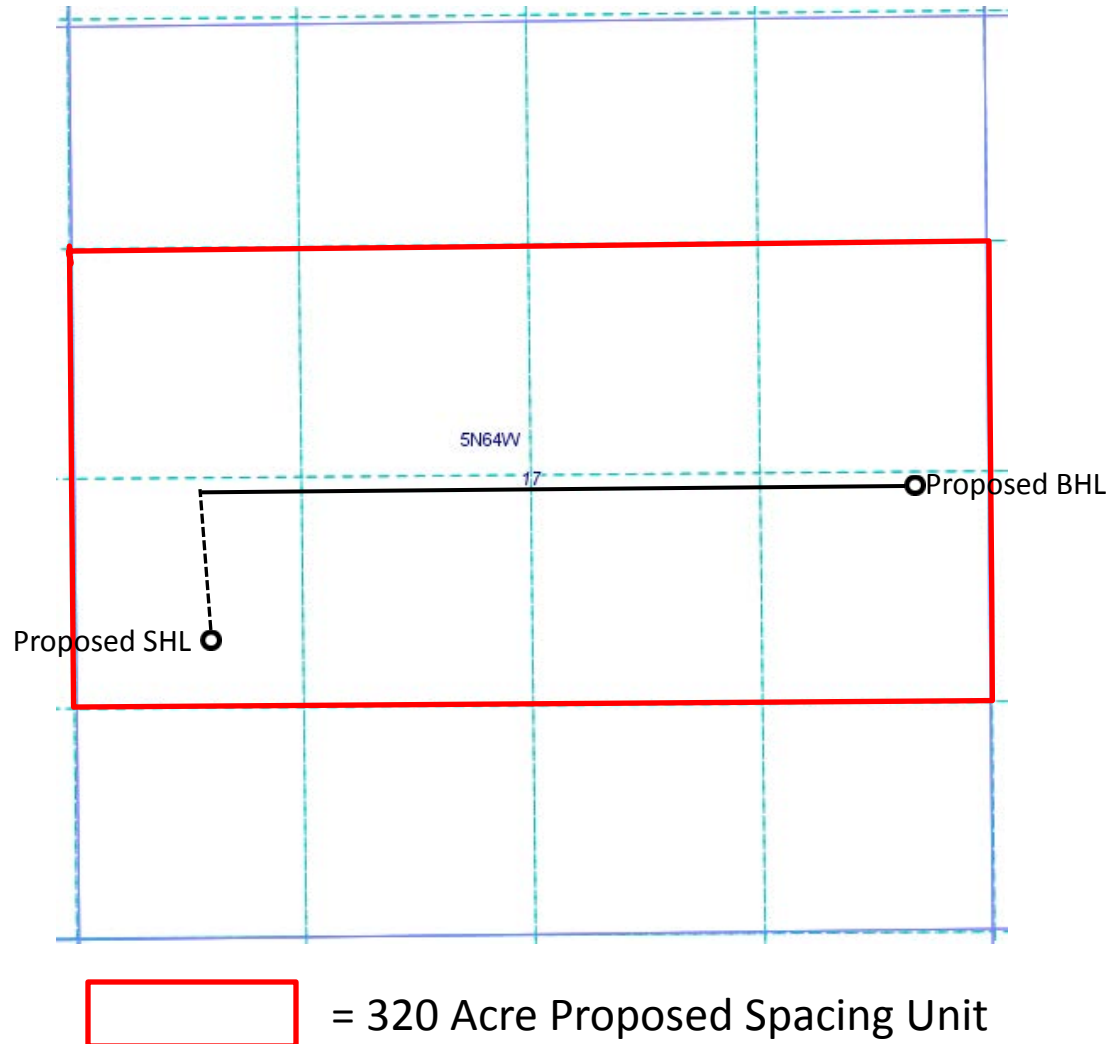 5N64W
17
Proposed BHL
Proposed SHL
= 320 Acre Proposed Spacing Unit